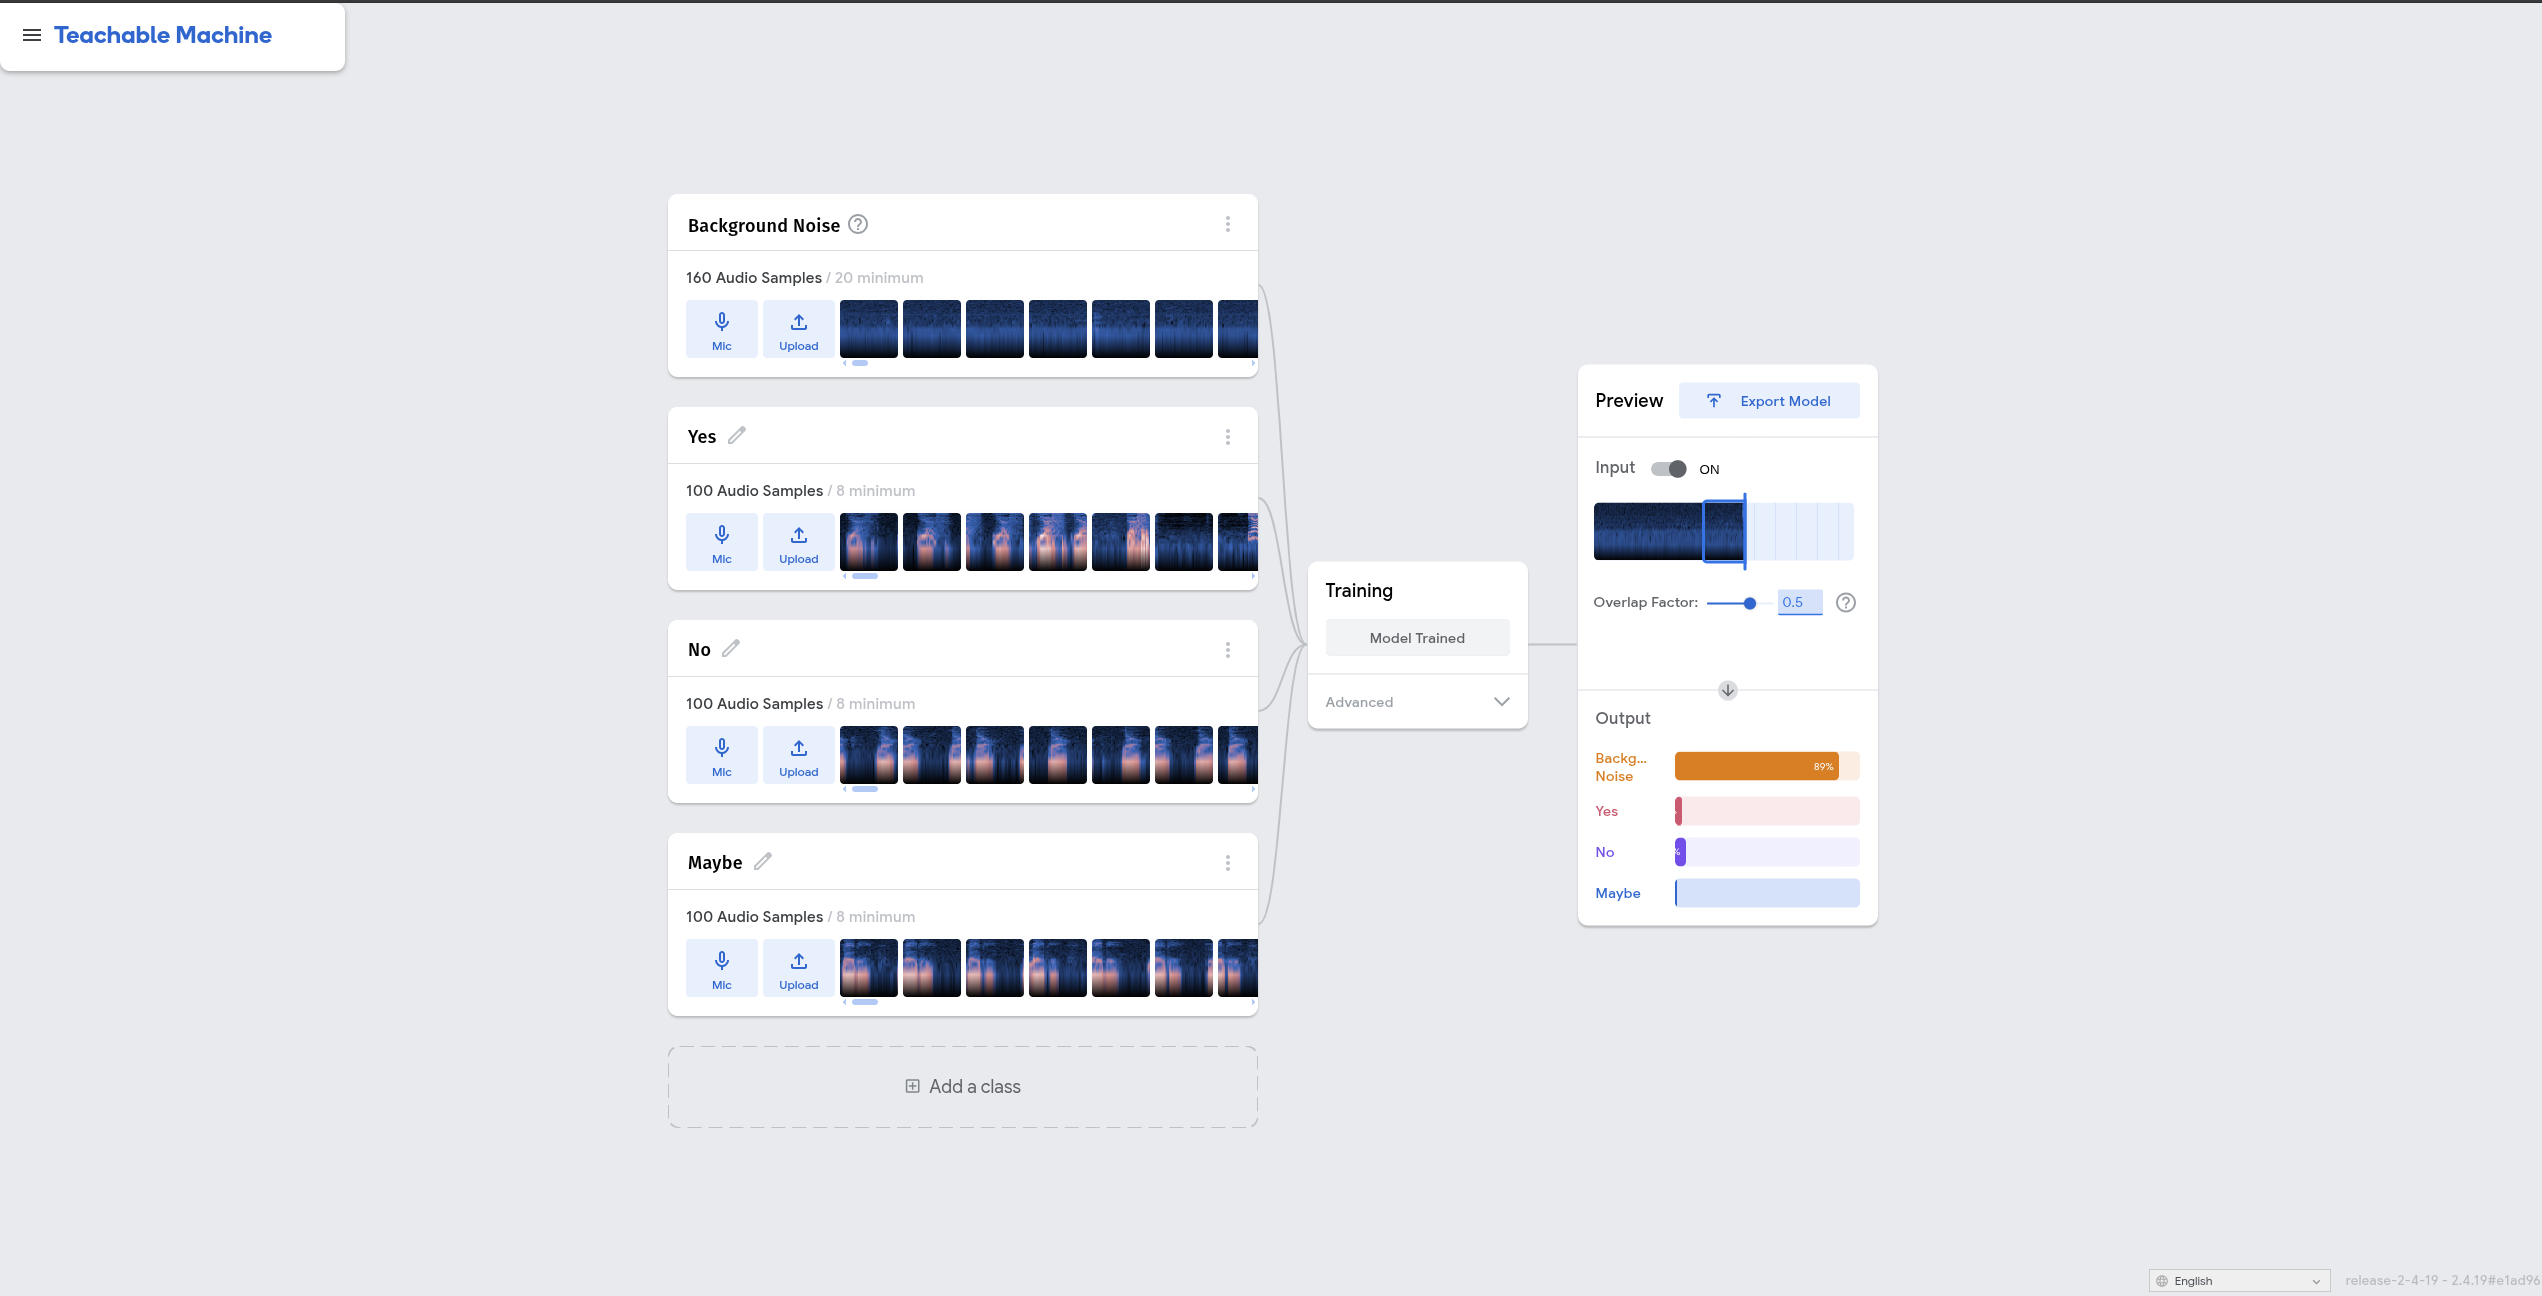 Teachable Machine
Background Noise
160 Audio Samples / 20 minimum
Mic
Upload
Yes
100 Audio Samples / 8 minimum
Mic
Upload
No
100 Audio Samples / 8 minimum
Mic
Upload
Maybe
100 Audio Samples / 8 minimum
Mic
Upload
Add a class
Training
Model Trained
Advanced
Preview
Export Model
Input
ON
Overlap Factor:
0.5
Output
Backg...
Noise
89%
Yes
No
%
Maybe
English
release-2-4-19 - 2.4.19#e1ad96